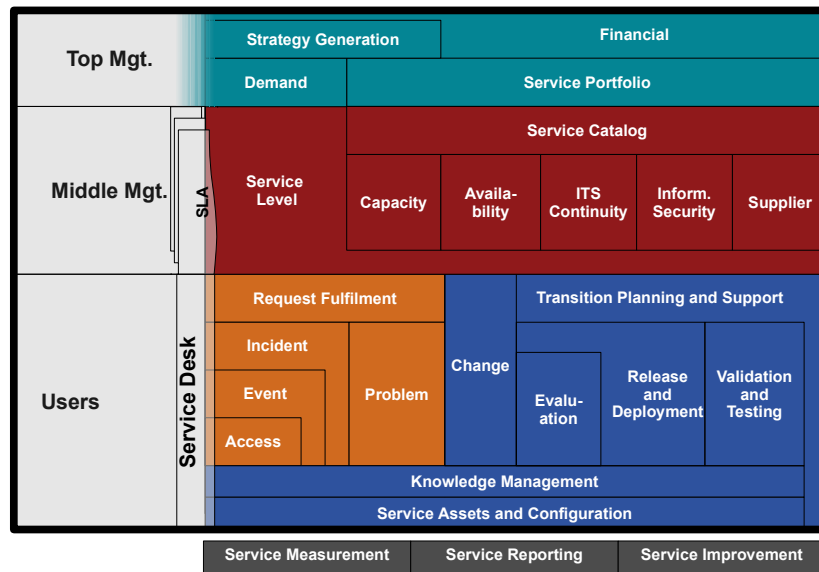 Top Mgt.
Strategy Generation
Financial
Demand
Service Portfolio
Middle Mgt.
SLA
Service
Level
Service Catalog
Capacity
Availa-
bility
ITS
Continuity
Inform.
Security
Supplier
Users
Service Desk
Request Fulfilment
Incident
Event
Access
Problem
Change
Transition Planning and Support
Evalu-
ation
Release
and
Deployment
Validation
and
Testing
Knowledge Management
Service Assets and Configuration
Service Measurement
Service Reporting
Service Improvement